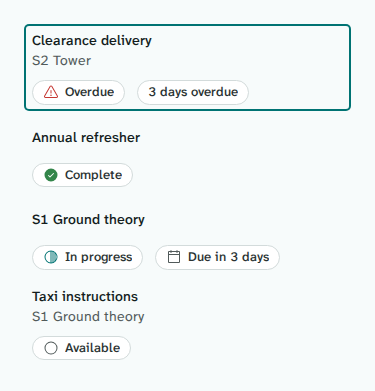 Clearance delivery
S2 Tower
Overdue 3 days overdue
Annual refresher
Complete
S1 Ground theory
In progress Due in 3 days
Taxi instructions
S1 Ground theory
Available